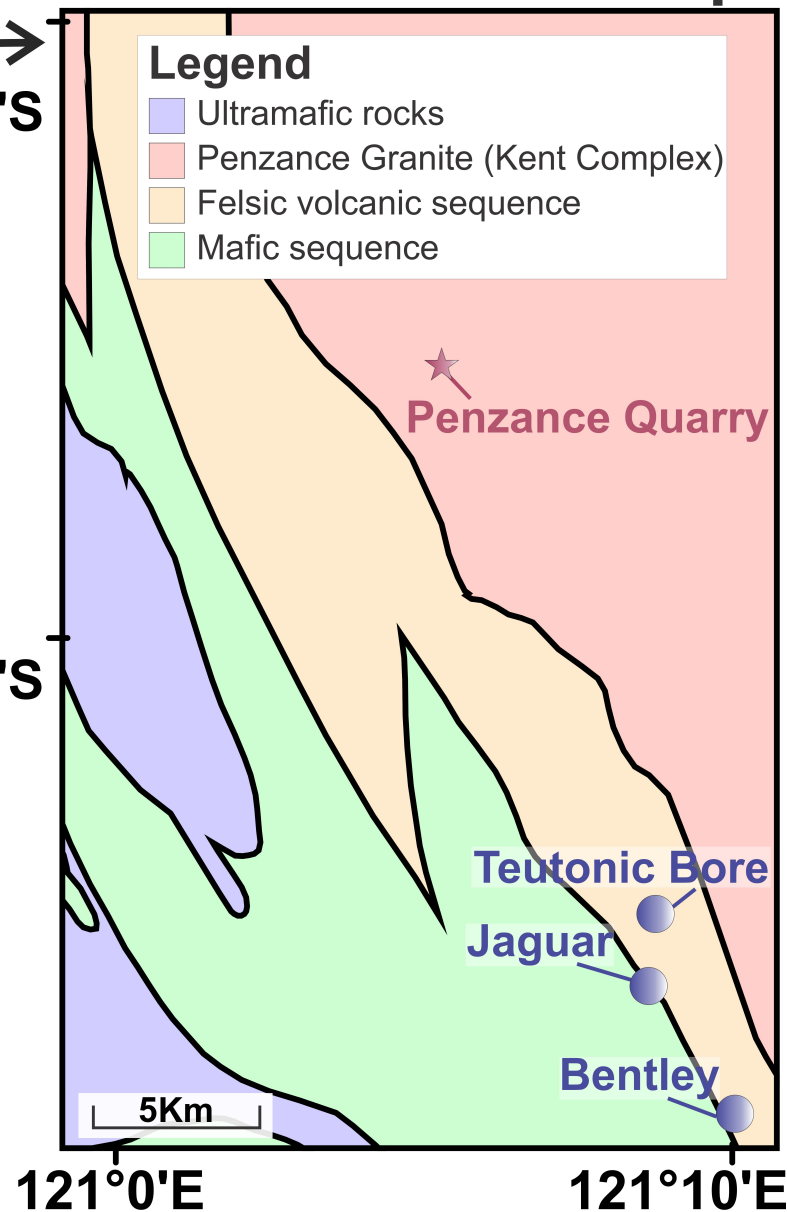 Legend
Ultramafic rocks
Penzance Granite (Kent Complex)
Felsic volcanic sequence
Mafic sequence
'S
Penzance Quarry
'S
Teutonic Bore
Jaguar
Bentley
5Km
121°0'E
121°10'E